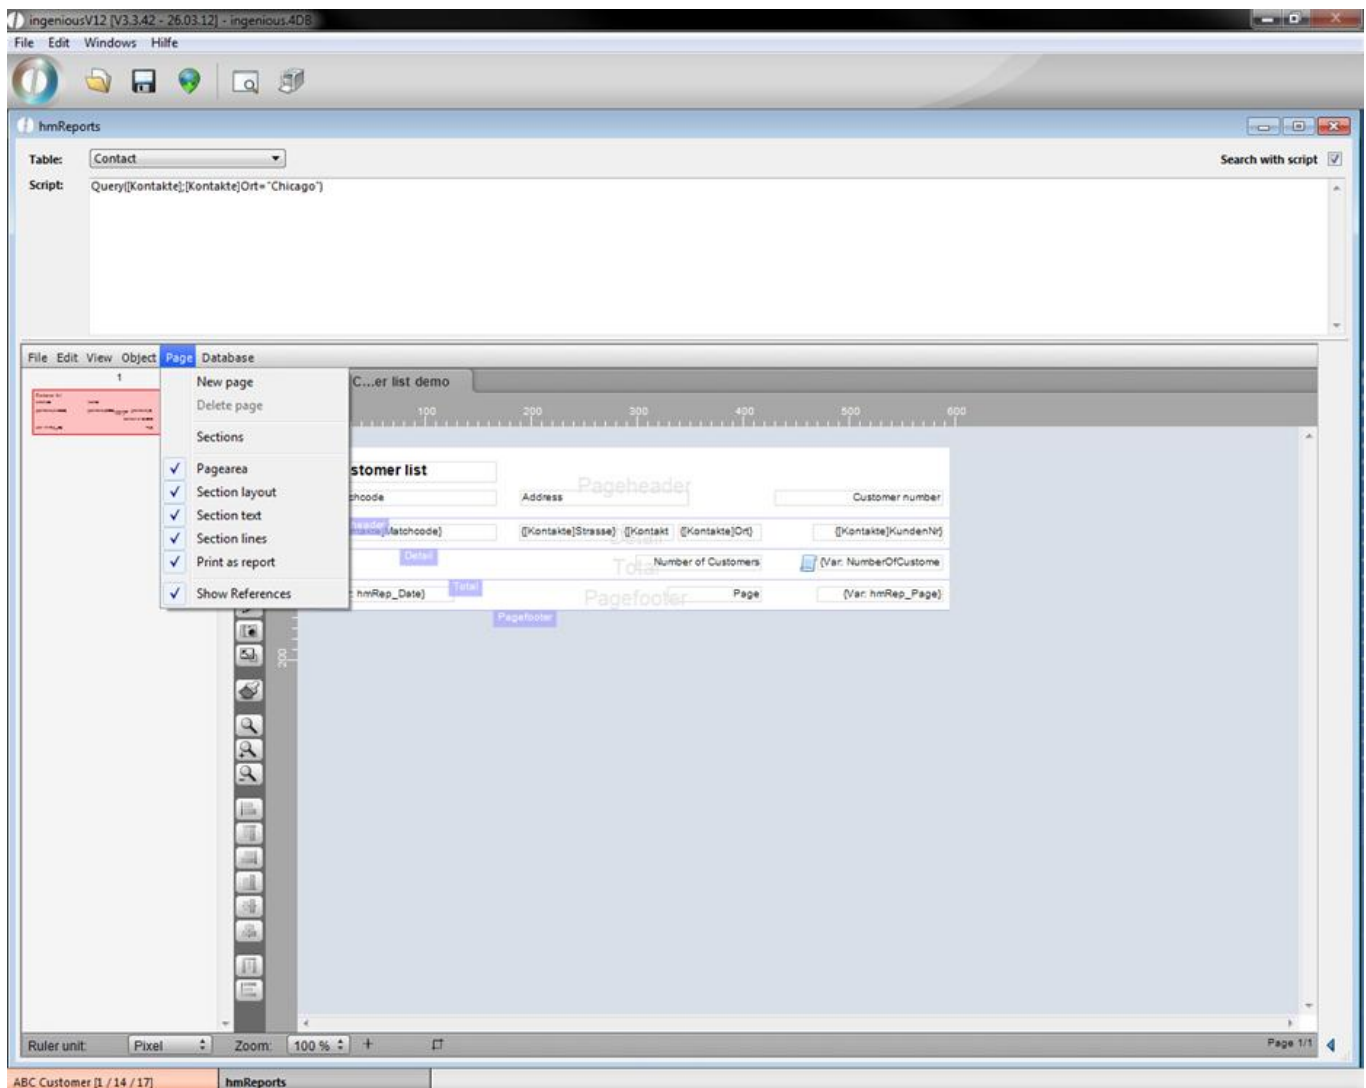 ingeniousV12 [V3.3.42 - 26.03.12] - ingenious.4DB
File Edit Windows Hilfe
hmReports
Table: Contact Search with script
Script: Query([Kontakte];[Kontakte]Ort="Chicago")
File Edit View Object Page Database
1
New page
Delete page
Sections
Pagearea
Section layout
Section text
Section lines
Print as report
Show References
C...er list demo
100 200 300 400 500 600
stomer list
Pageheader
Address Customer number
{[Kontakte]Strasse} {[Kontakt {[Kontakte]Ort} {[Kontakte]KundenNr}
Detail
Detail
Total
Number of Customers {Var: NumberOfCustome
hmRep_Date} Total
Pagefooter
Page {Var: hmRep_Page}
Pagefooter
200
Ruler unit: Pixel Zoom: 100 % Page 1/1
ABC Customer [1 / 14 / 17] hmReports